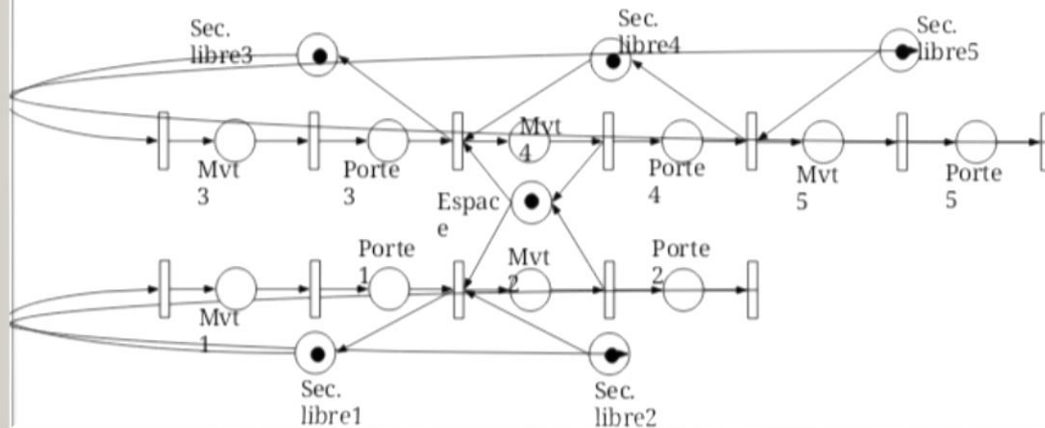 Sec.
libre3
Sec.
libre4
Sec.
libre5
Mvt
3
Porte
3
Mvt
4
Porte
4
Mvt
5
Porte
5
Espac
e
Porte
1
Mvt
2
Porte
2
Mvt
1
Sec.
libre1
Sec.
libre2